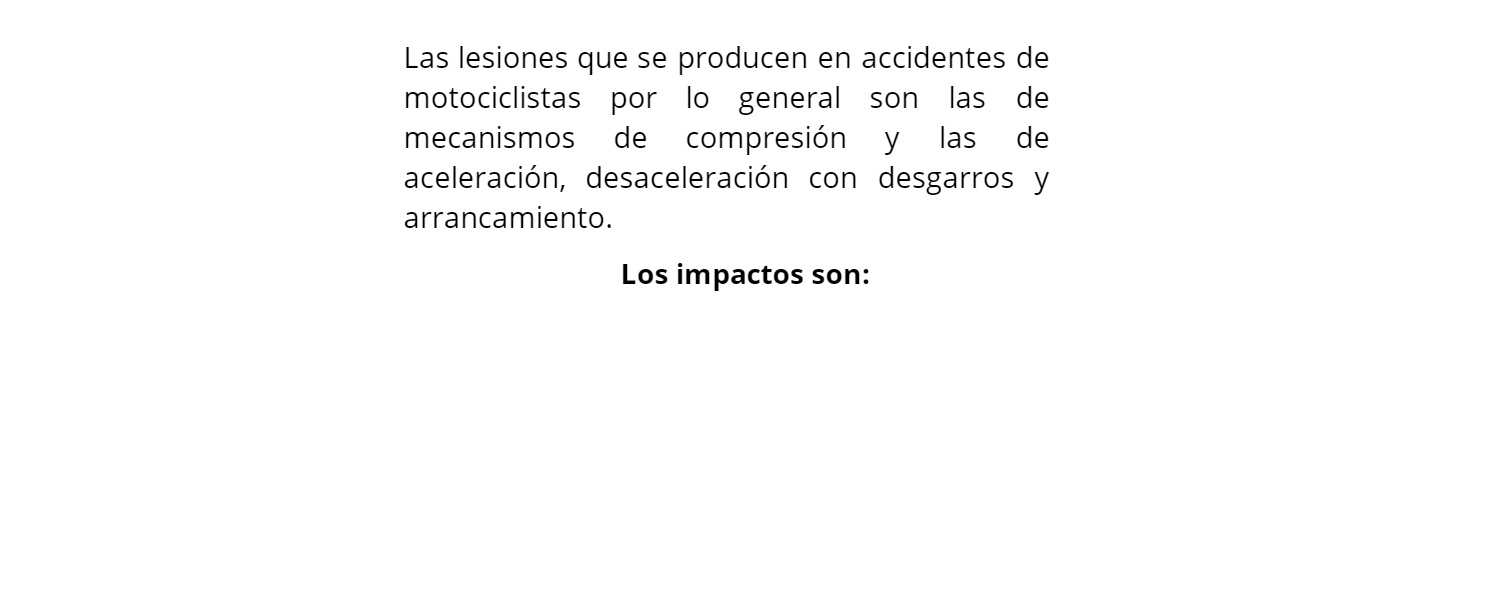 Las lesiones que se producen en accidentes de
motociclistas por lo general son las de
mecanismos de compresión y las de
aceleración, desaceleración con desgarros y
arrancamiento.
Los impactos son: